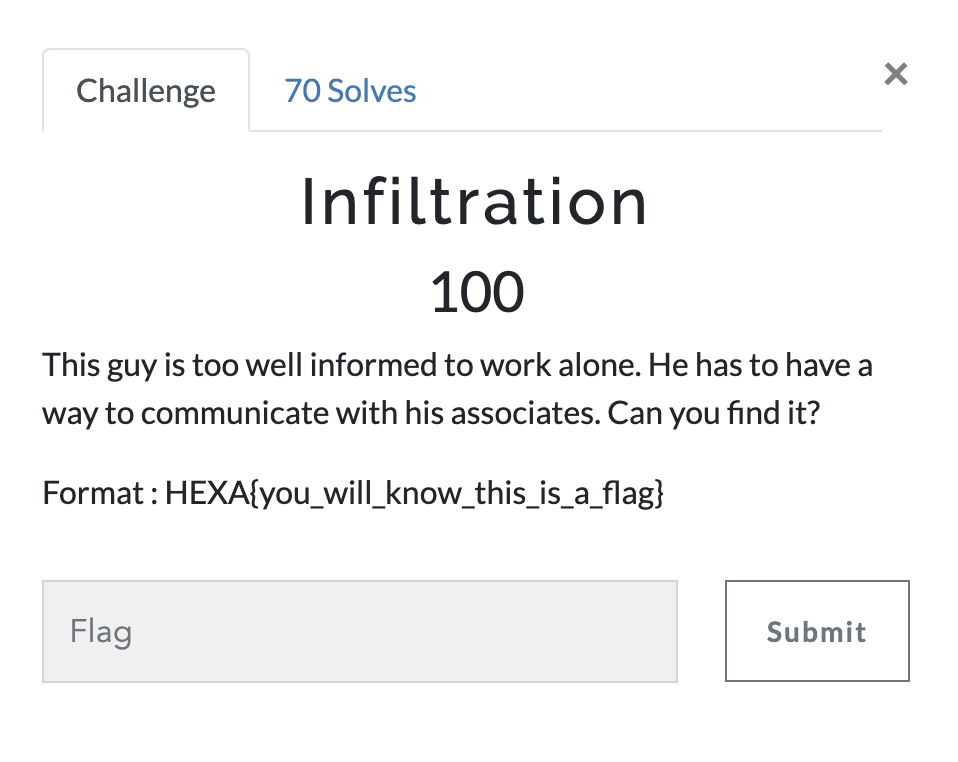 Challenge
70 Solves
×
Infiltration
100
This guy is too well informed to work alone. He has to have a
way to communicate with his associates. Can you find it?
Format : HEXA{you_will_know_this_is_a_flag}
Flag
Submit